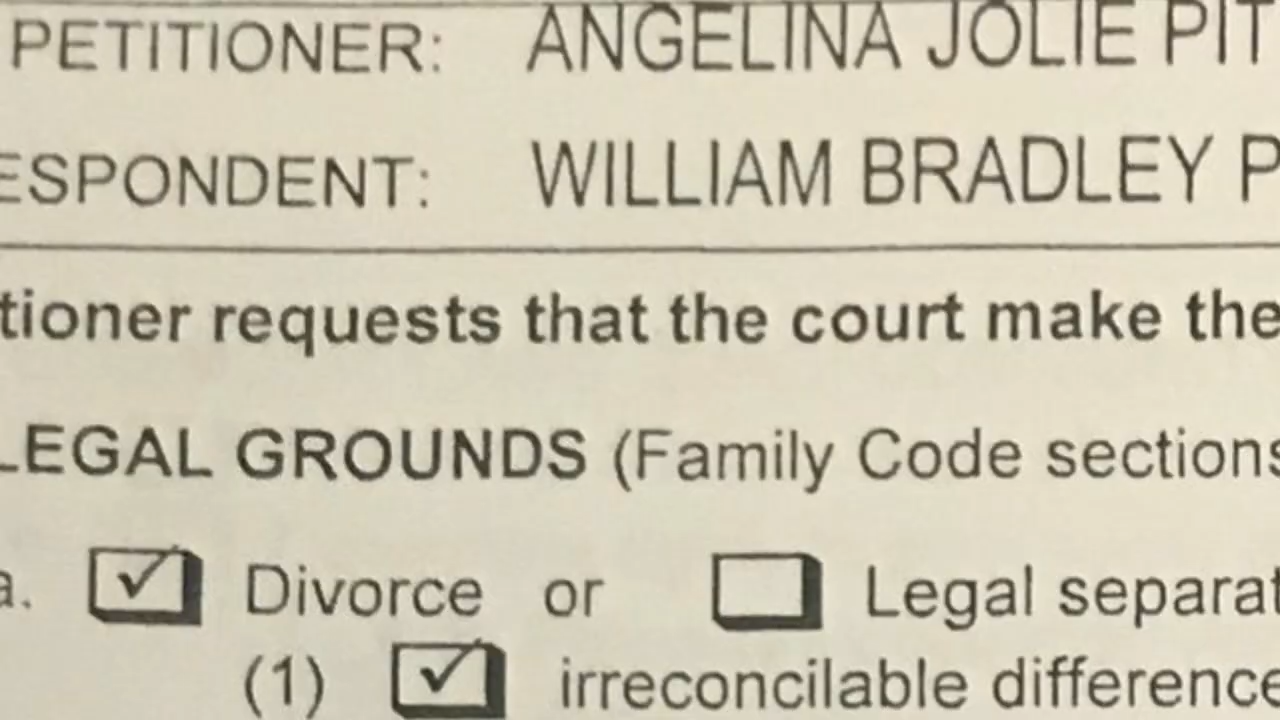 PETITIONER: ANGELINA JOLIE PIT
ESPONDENT: WILLIAM BRADLEY P
tioner requests that the court make the
LEGAL GROUNDS (Family Code sections
a. ✓ Divorce or Legal separat
(1) ✓ irreconcilable difference